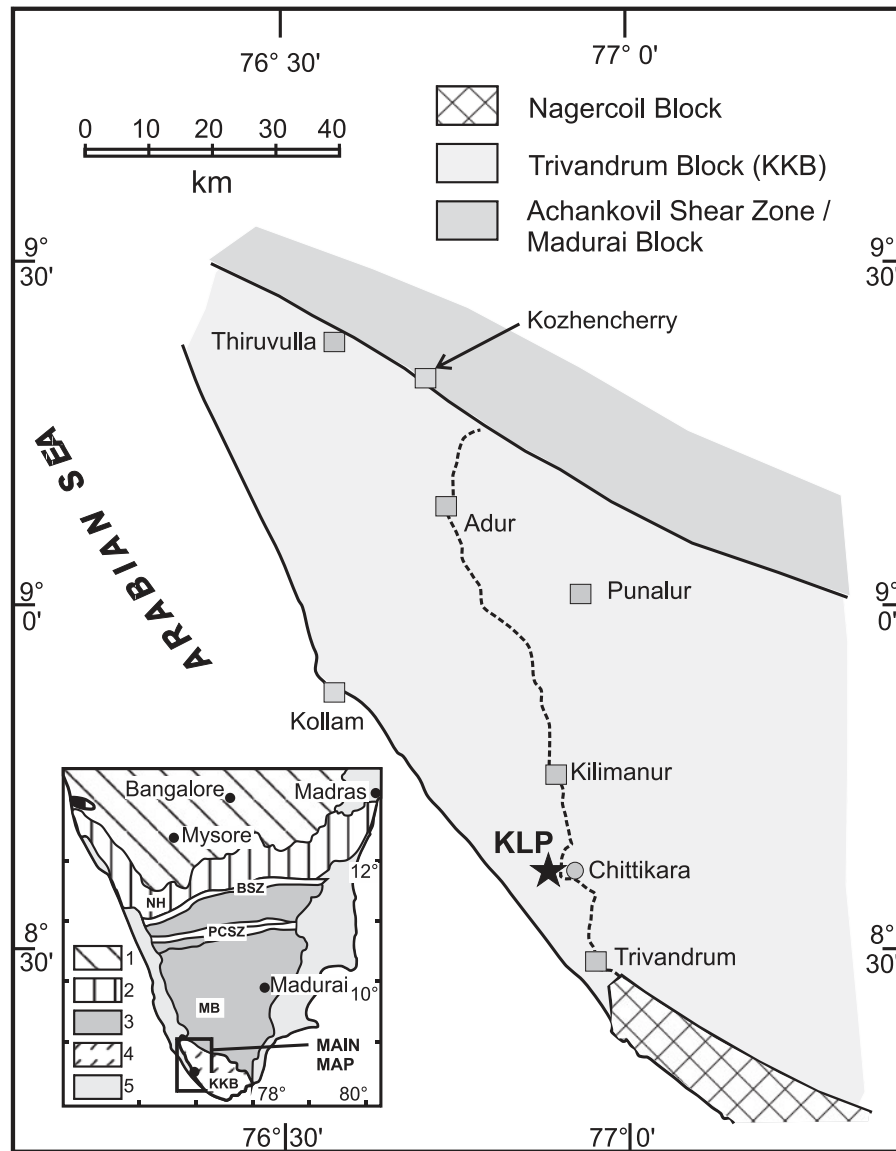 76° 30'
77° 0'
0 10 20 30 40
km
Nagercoil Block
Trivandrum Block (KKB)
Achankovil Shear Zone /
Madurai Block
9°
30'
9°
30'
Kozhencherry
Thiruvulla
ARABIAN SEA
Adur
Punalur
9°
0'
9°
0'
Kollam
Kilimanur
KLP
Chittikara
8°
30'
8°
30'
Trivandrum
Bangalore
Madras
Mysore
12°
NH
BSZ
PCSZ
1
2
3
4
5
Madurai
10°
MB
MAIN
MAP
KKB
78°
80°
76° 30'
77° 0'